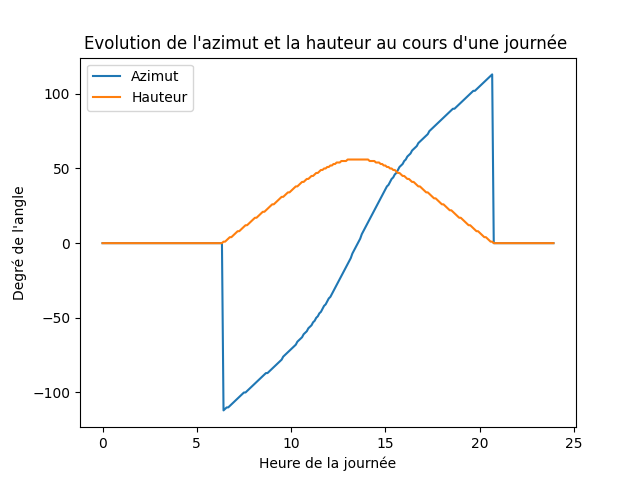 Evolution de l'azimut et la hauteur au cours d'une journée
Azimut
Hauteur
100
50
0
−50
−100
Degré de l'angle
0 5 10 15 20 25
Heure de la journée